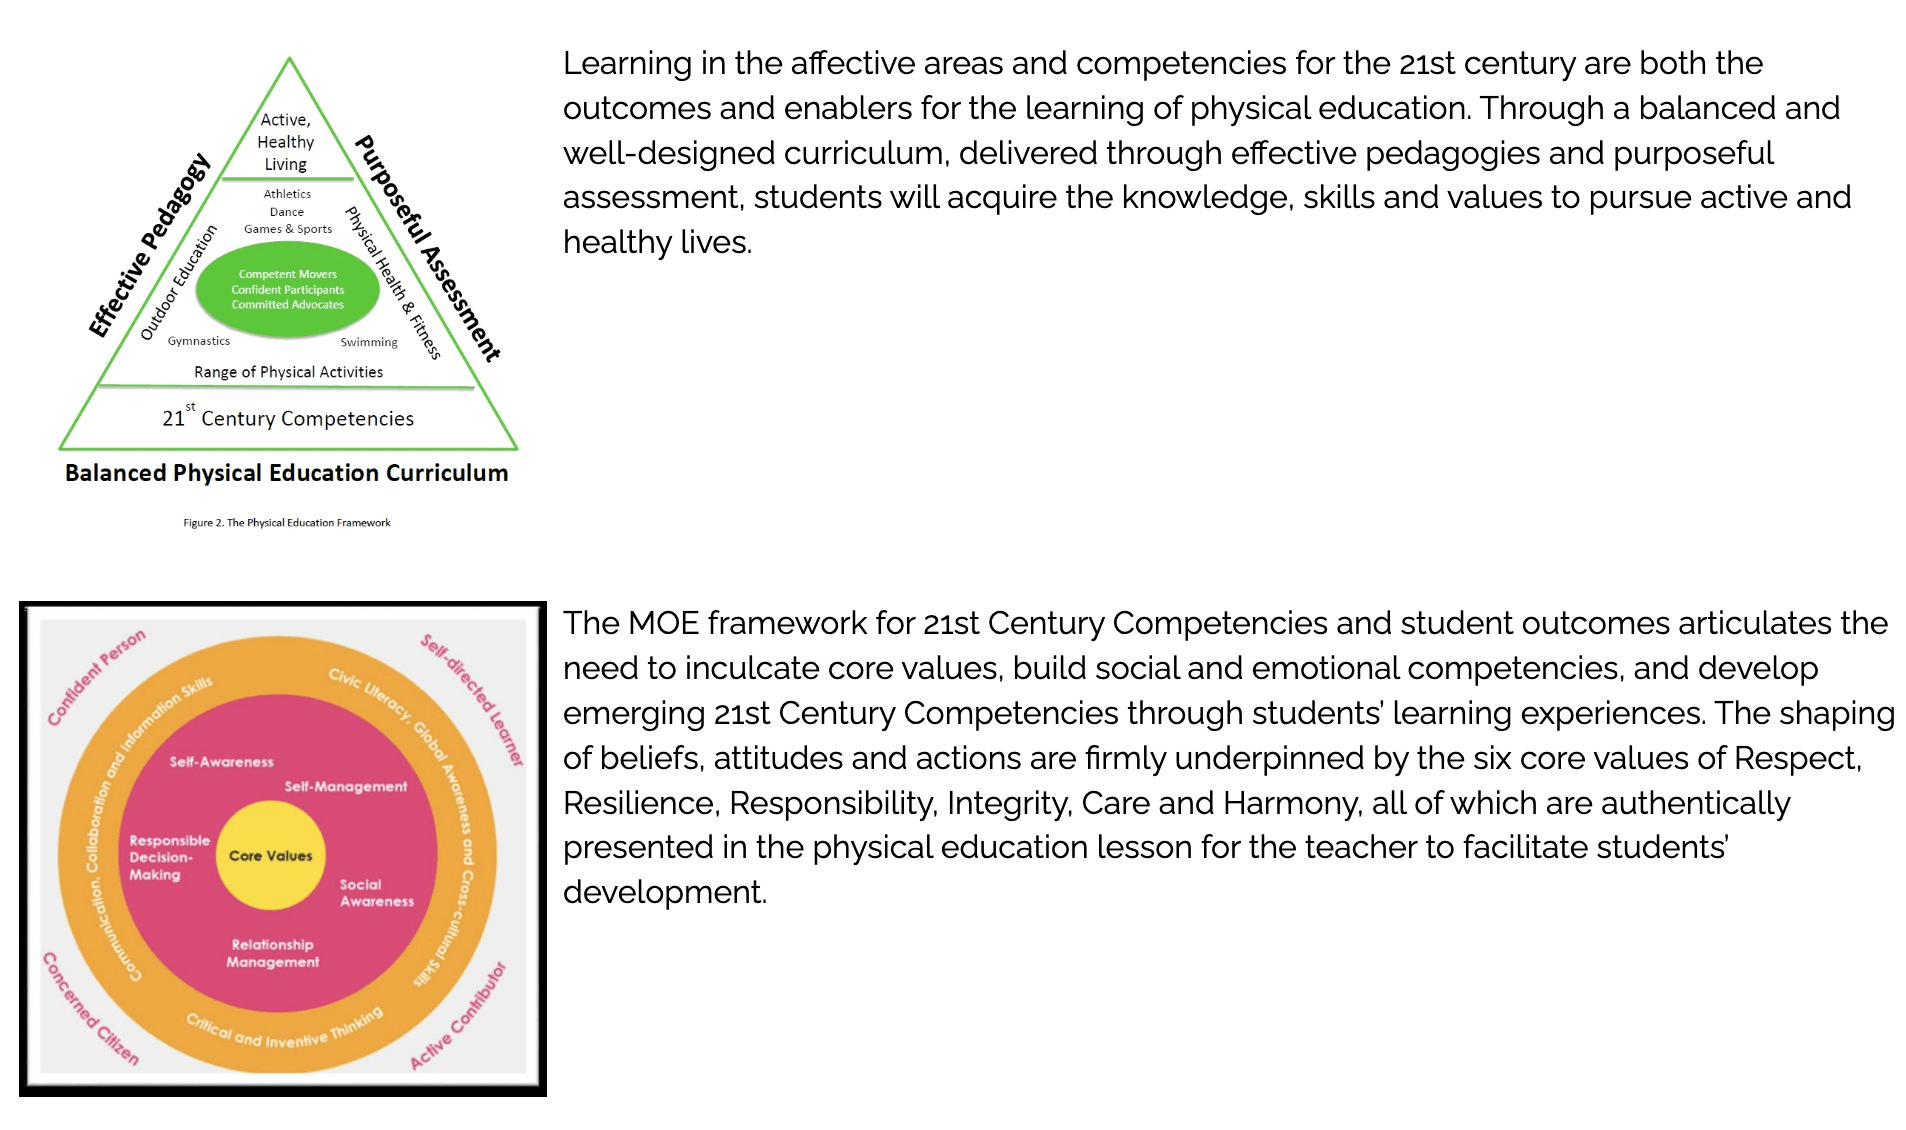 Active,
Healthy
Living
Athletics
Dance
Games & Sports
Effective Pedagogy
Purposeful Assessment
Outdoor Education
Physical Health & Fitness
Competent Movers
Confident Participants
Committed Advocates
Gymnastics
Swimming
Range of Physical Activities
21st Century Competencies
Balanced Physical Education Curriculum
Figure 2. The Physical Education Framework
Learning in the affective areas and competencies for the 21st century are both the
outcomes and enablers for the learning of physical education. Through a balanced and
well-designed curriculum, delivered through effective pedagogies and purposeful
assessment, students will acquire the knowledge, skills and values to pursue active and
healthy lives.
Confident Person
Self-directed Learner
Communication, Collaboration and Information Skills
Civic Literacy, Global Awareness and Cross-cultural Skills
Self-Awareness
Self-Management
Responsible
Decision-
Making
Core Values
Social
Awareness
Relationship
Management
Critical and Inventive Thinking
Concerned Citizen
Active Contributor
The MOE framework for 21st Century Competencies and student outcomes articulates the
need to inculcate core values, build social and emotional competencies, and develop
emerging 21st Century Competencies through students’ learning experiences. The shaping
of beliefs, attitudes and actions are firmly underpinned by the six core values of Respect,
Resilience, Responsibility, Integrity, Care and Harmony, all of which are authentically
presented in the physical education lesson for the teacher to facilitate students’
development.